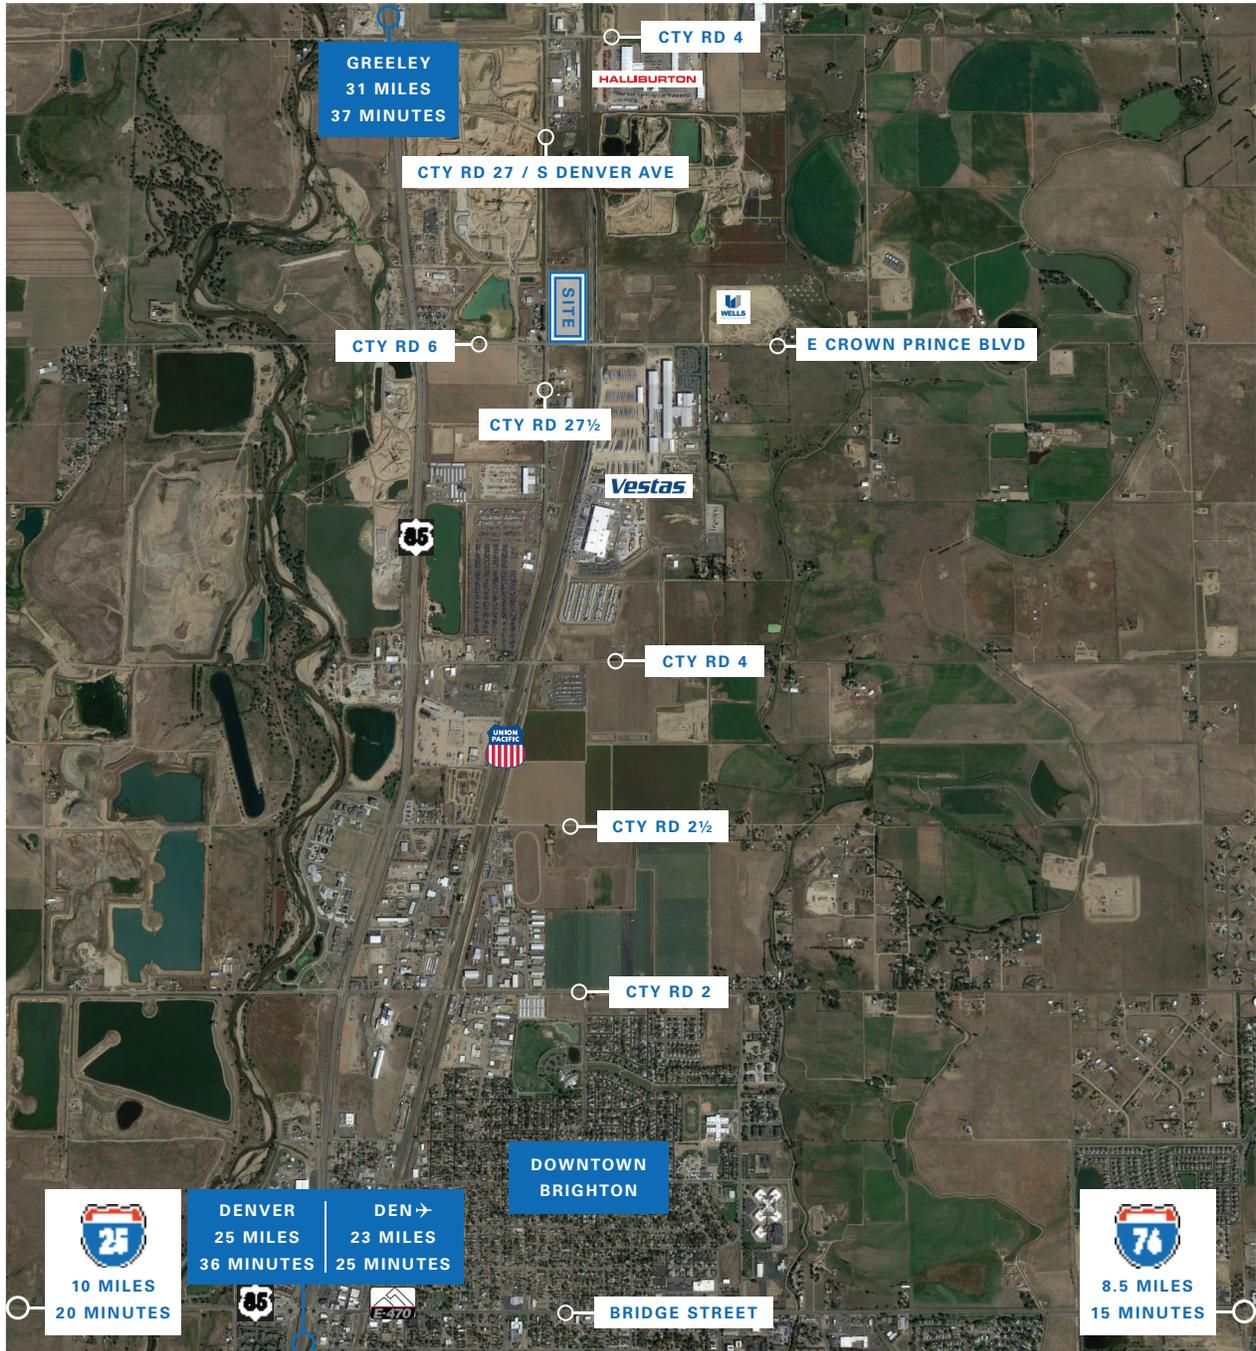 CTY RD 4
GREELEY
31 MILES
37 MINUTES
HALLIBURTON
CTY RD 27 / S DENVER AVE
SITE
WELLS
CTY RD 6
E CROWN PRINCE BLVD
CTY RD 27½
Vestas
85
CTY RD 4
UNION
PACIFIC
CTY RD 2½
CTY RD 2
DOWNTOWN
BRIGHTON
25
10 MILES
20 MINUTES
DENVER
25 MILES
36 MINUTES
DEN
23 MILES
25 MINUTES
85
E-470
BRIDGE STREET
76
8.5 MILES
15 MINUTES